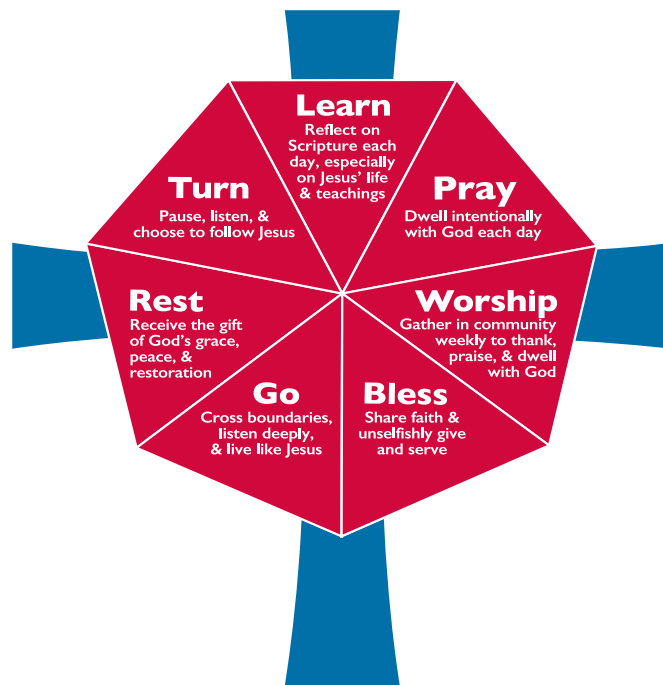 Learn
Reflect on
Scripture each
day, especially
on Jesus’ life
& teachings
Pray
Dwell intentionally
with God each day
Worship
Gather in community
weekly to thank,
praise, & dwell
with God
Bless
Share faith &
unselfishly give
and serve
Go
Cross boundaries,
listen deeply,
& live like Jesus
Rest
Receive the gift
of God’s grace,
peace, &
restoration
Turn
Pause, listen, &
choose to follow Jesus